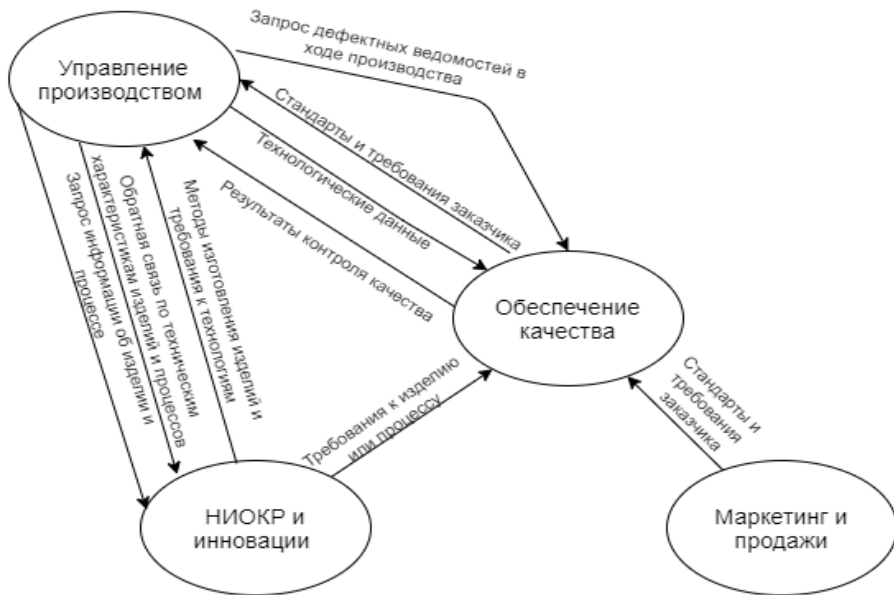 Управление
производством
Запрос дефектных ведомостей в
ходе производства
Стандарты и требования заказчика
Технологические данные
Результаты контроля качества
Обеспечение
качества
Запрос информации об изделии и
процессе
Обратная связь по техническим
характеристикам изделий и процессов
Методы изготовления изделий и
требования к технологиям
Требования к изделию
или процессу
Стандарты и
требования
заказчика
НИОКР и
инновации
Маркетинг и
продажи